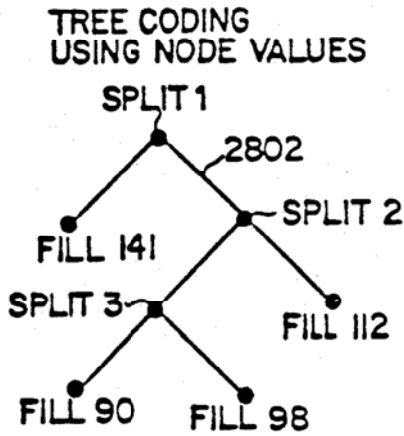 TREE CODING
USING NODE VALUES
SPLIT 1
2802
SPLIT 2
FILL 141
SPLIT 3
FILL 112
FILL 90
FILL 98